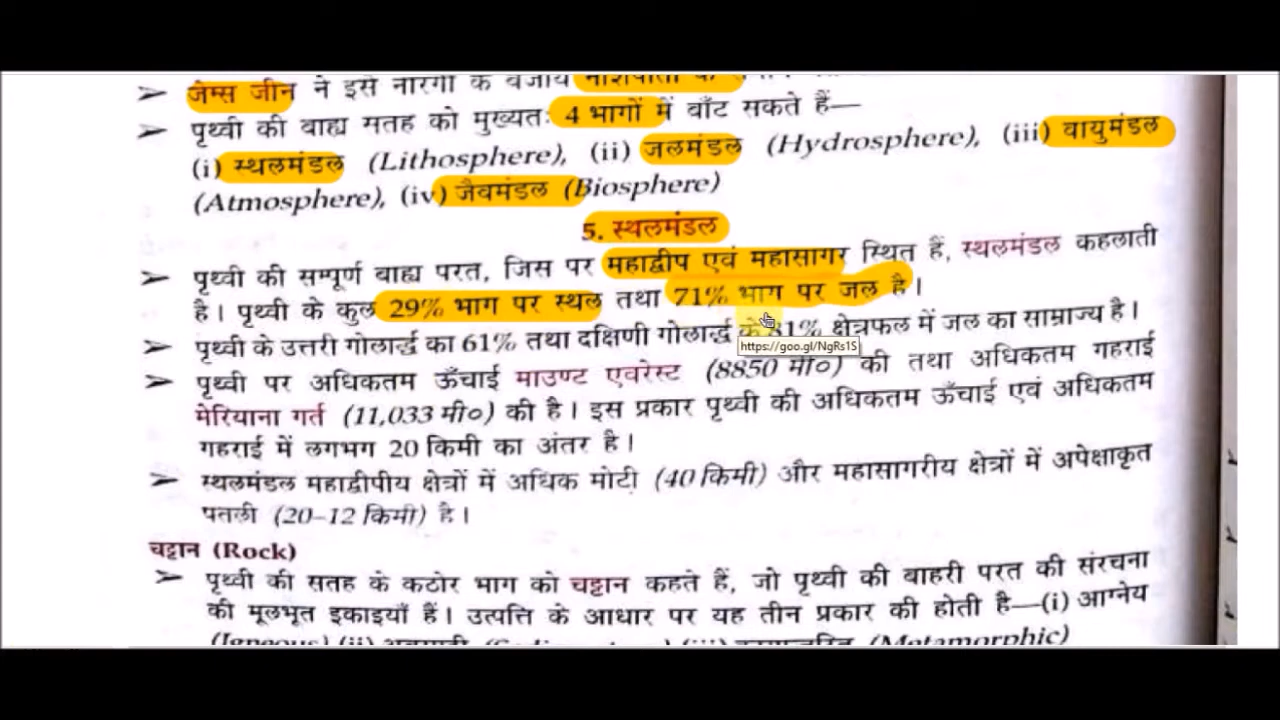 ➢ जेम्स जीन ने इसे नारंगी के बजाय नाशपाती के
➢ पृथ्वी की बाह्य सतह को मुख्यतः 4 भागों में बाँट सकते हैं—
(i) स्थलमंडल (Lithosphere), (ii) जलमंडल (Hydrosphere), (iii) वायुमंडल
(Atmosphere), (iv) जैवमंडल (Biosphere)
5. स्थलमंडल
➢ पृथ्वी की सम्पूर्ण बाह्य परत, जिस पर महाद्वीप एवं महासागर स्थित हैं, स्थलमंडल कहलाती
है। पृथ्वी के कुल 29% भाग पर स्थल तथा 71% भाग पर जल है।
➢ पृथ्वी के उत्तरी गोलार्द्ध का 61% तथा दक्षिणी गोलार्द्ध के 81% क्षेत्रफल में जल का साम्राज्य है।
https://goo.gl/NgRs1S
➢ पृथ्वी पर अधिकतम ऊँचाई माउण्ट एवरेस्ट (8850 मी०) की तथा अधिकतम गहराई
मेरियाना गर्त (11,033 मी०) की है। इस प्रकार पृथ्वी की अधिकतम ऊँचाई एवं अधिकतम
गहराई में लगभग 20 किमी का अंतर है।
➢ स्थलमंडल महाद्वीपीय क्षेत्रों में अधिक मोटी (40 किमी) और महासागरीय क्षेत्रों में अपेक्षाकृत
पतली (20–12 किमी) है।
चट्टान (Rock)
➢ पृथ्वी की सतह के कठोर भाग को चट्टान कहते हैं, जो पृथ्वी की बाहरी परत की संरचना
की मूलभूत इकाइयाँ हैं। उत्पत्ति के आधार पर यह तीन प्रकार की होती है—(i) आग्नेय
(Igneous) (ii) (iii) (Metamorphic)